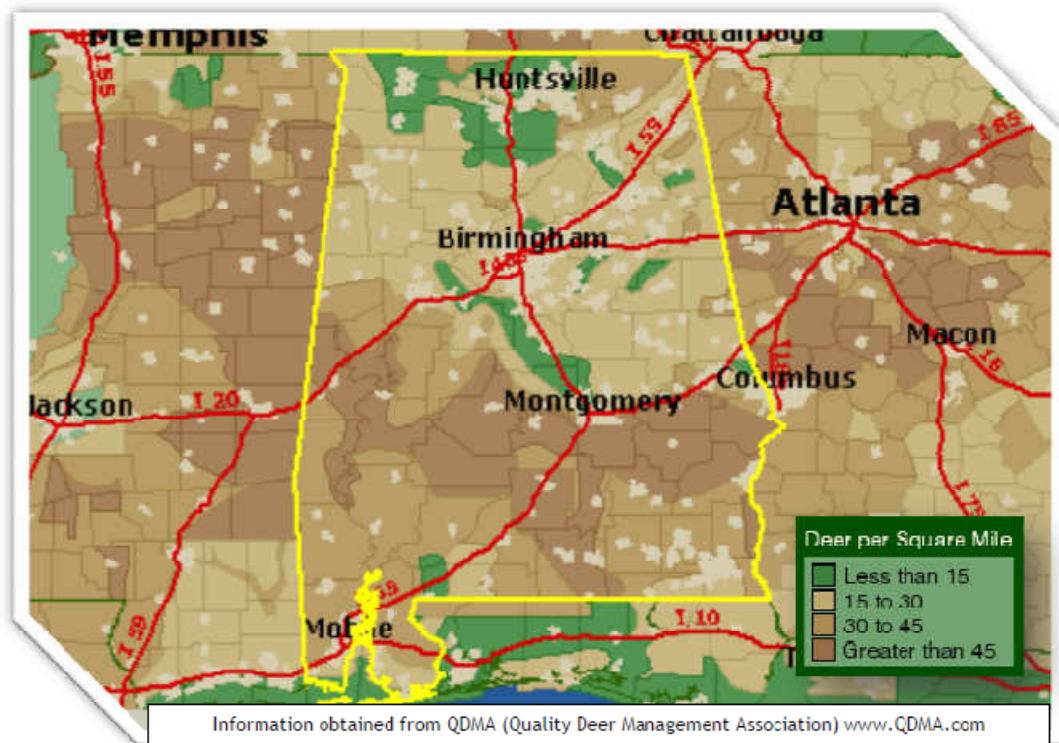 Memphis
Chattanooga
I 55
Huntsville
I 85
Atlanta
Birmingham
Macon
I 16
Columbus
Jackson
I 20
Montgomery
I 75
Deer per Square Mile
Less than 15
15 to 30
30 to 45
Greater than 45
Mobile
I 10
I 59
Information obtained from QDMA (Quality Deer Management Association) www.QDMA.com